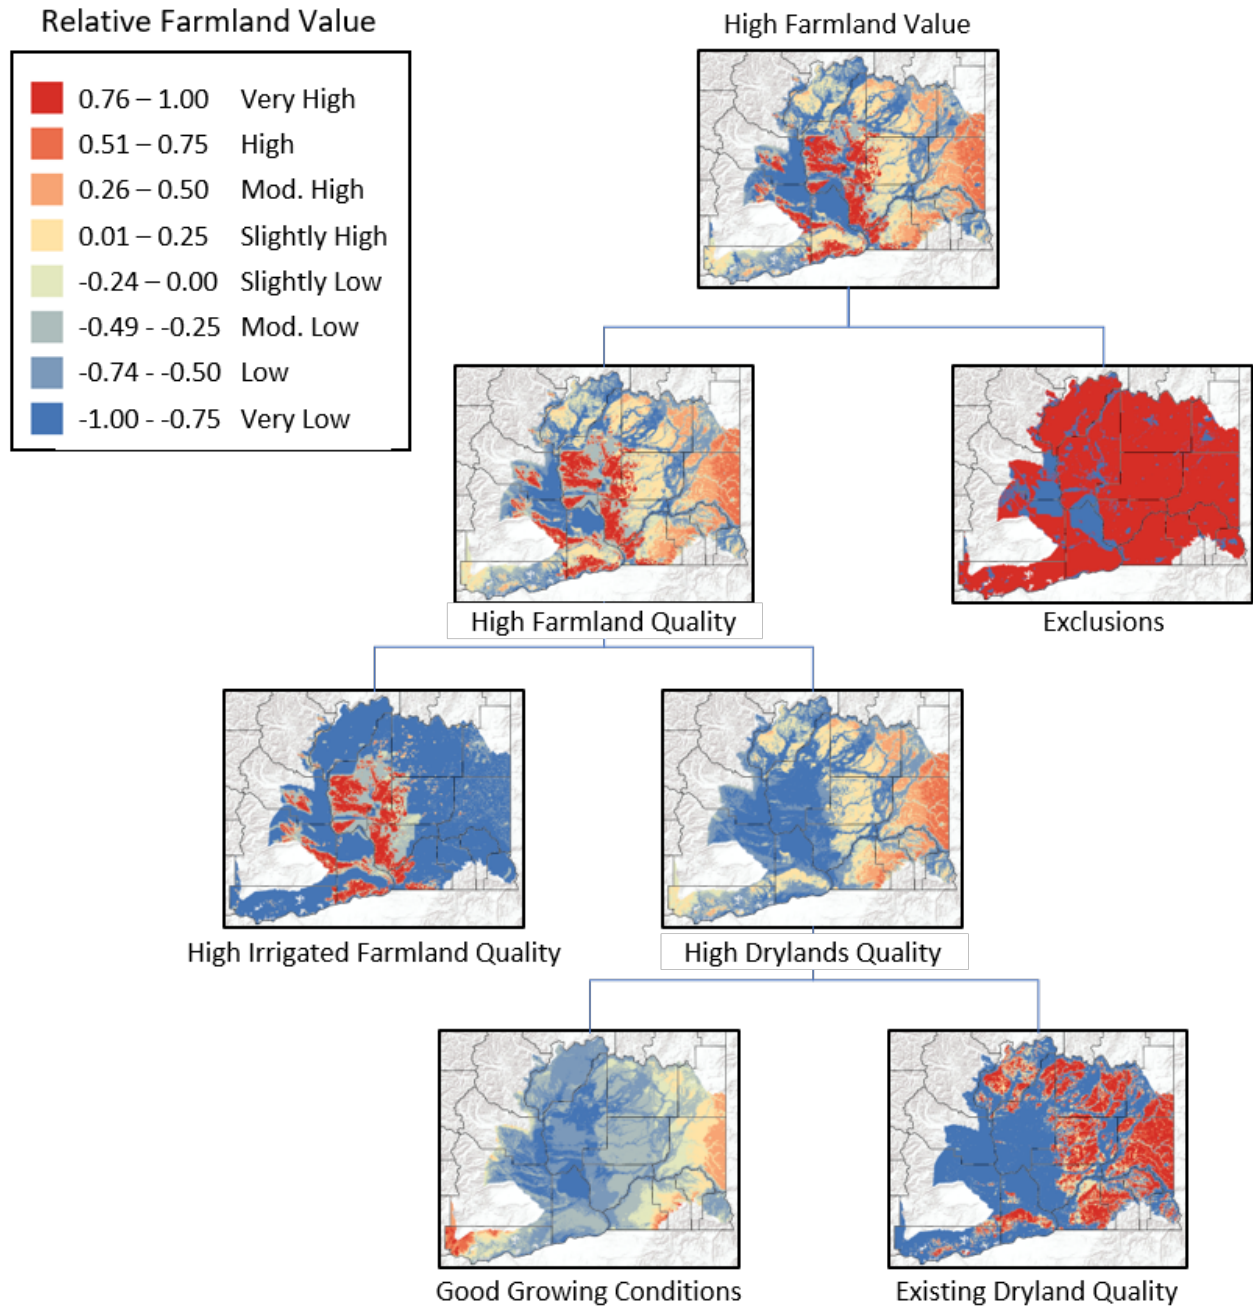 Relative Farmland Value
0.76 – 1.00 Very High
0.51 – 0.75 High
0.26 – 0.50 Mod. High
0.01 – 0.25 Slightly High
-0.24 – 0.00 Slightly Low
-0.49 - -0.25 Mod. Low
-0.74 - -0.50 Low
-1.00 - -0.75 Very Low
High Farmland Value
High Farmland Quality
Exclusions
High Irrigated Farmland Quality
High Drylands Quality
Good Growing Conditions
Existing Dryland Quality